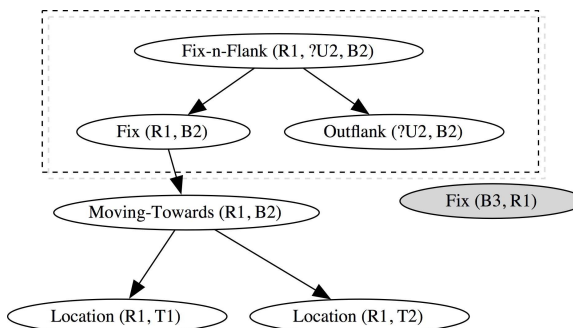 Fix-n-Flank (R1, ?U2, B2)
Fix (R1, B2)
Outflank (?U2, B2)
Moving-Towards (R1, B2)
Fix (B3, R1)
Location (R1, T1)
Location (R1, T2)